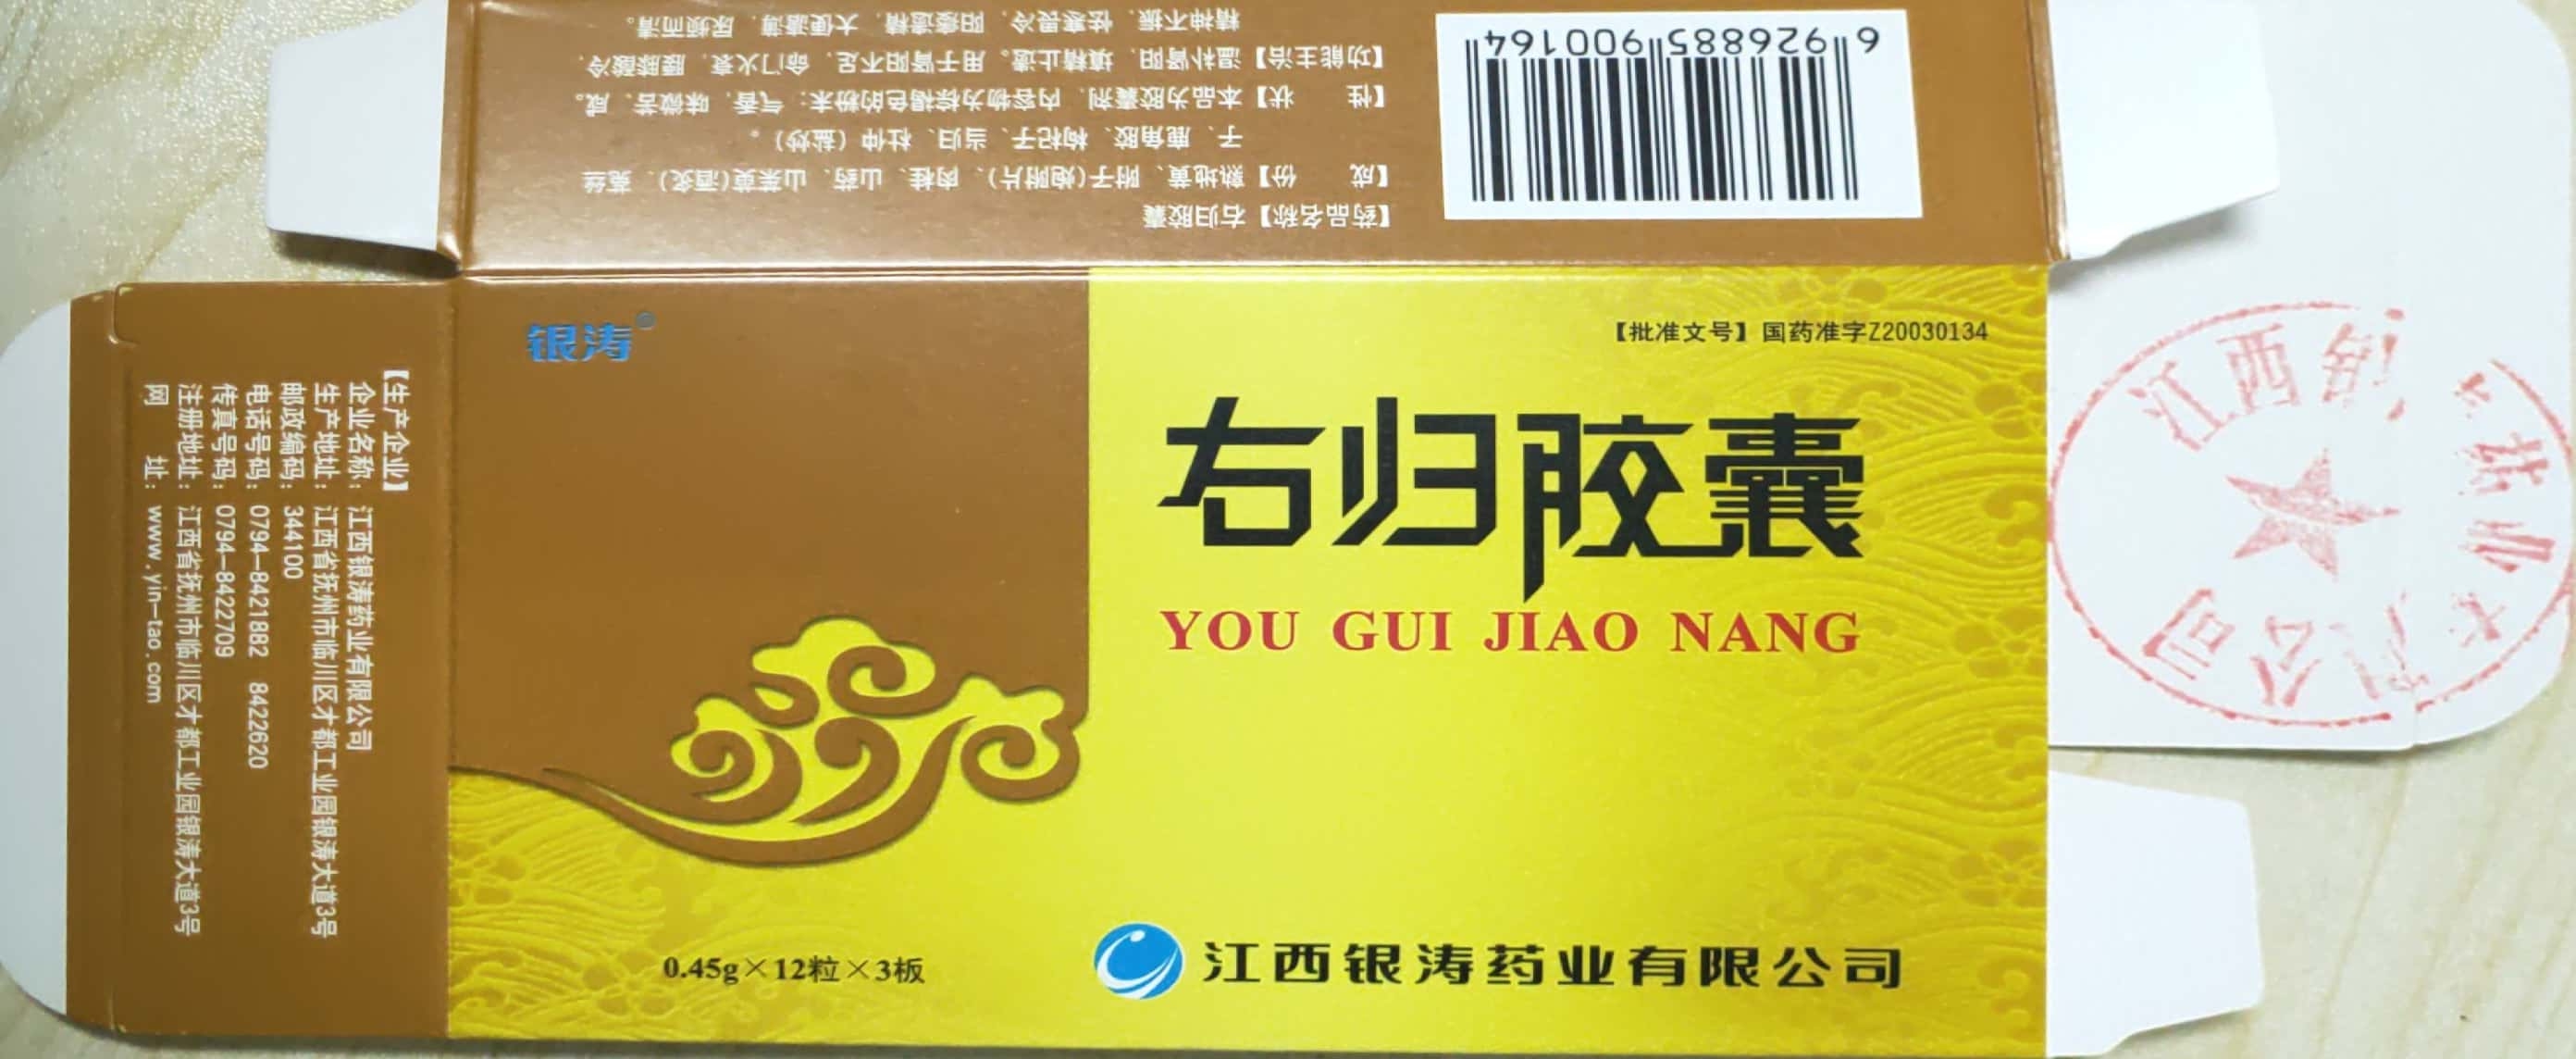 银涛®
【批准文号】国药准字Z20030134
右归胶囊
YOU GUI JIAO NANG
0.45g×12粒×3板
江西银涛药业有限公司
【药品名称】右归胶囊
【成　　份】熟地黄、附子(炮附片)、肉桂、山药、山茱萸(酒炙)、菟丝
子、鹿角胶、枸杞子、当归、杜仲（盐炒）。
【性　　状】本品为胶囊剂，内容物为棕褐色的粉末；气香，味微苦、咸。
【功能主治】温补肾阳，填精止遗。用于肾阳不足，命门火衰，腰膝酸冷，
精神不振，怯寒畏冷，阳痿遗精，大便溏薄，尿频而清。
6 926885 900164
【生产企业】
企业名称：江西银涛药业有限公司
生产地址：江西省抚州市临川区才都工业园银涛大道3号
邮政编码：344100
电话号码：0794-8421882 8422620
传真号码：0794-8422709
注册地址：江西省抚州市临川区才都工业园银涛大道3号
网　　址：www.yin-tao.com
江西银
药业
公司